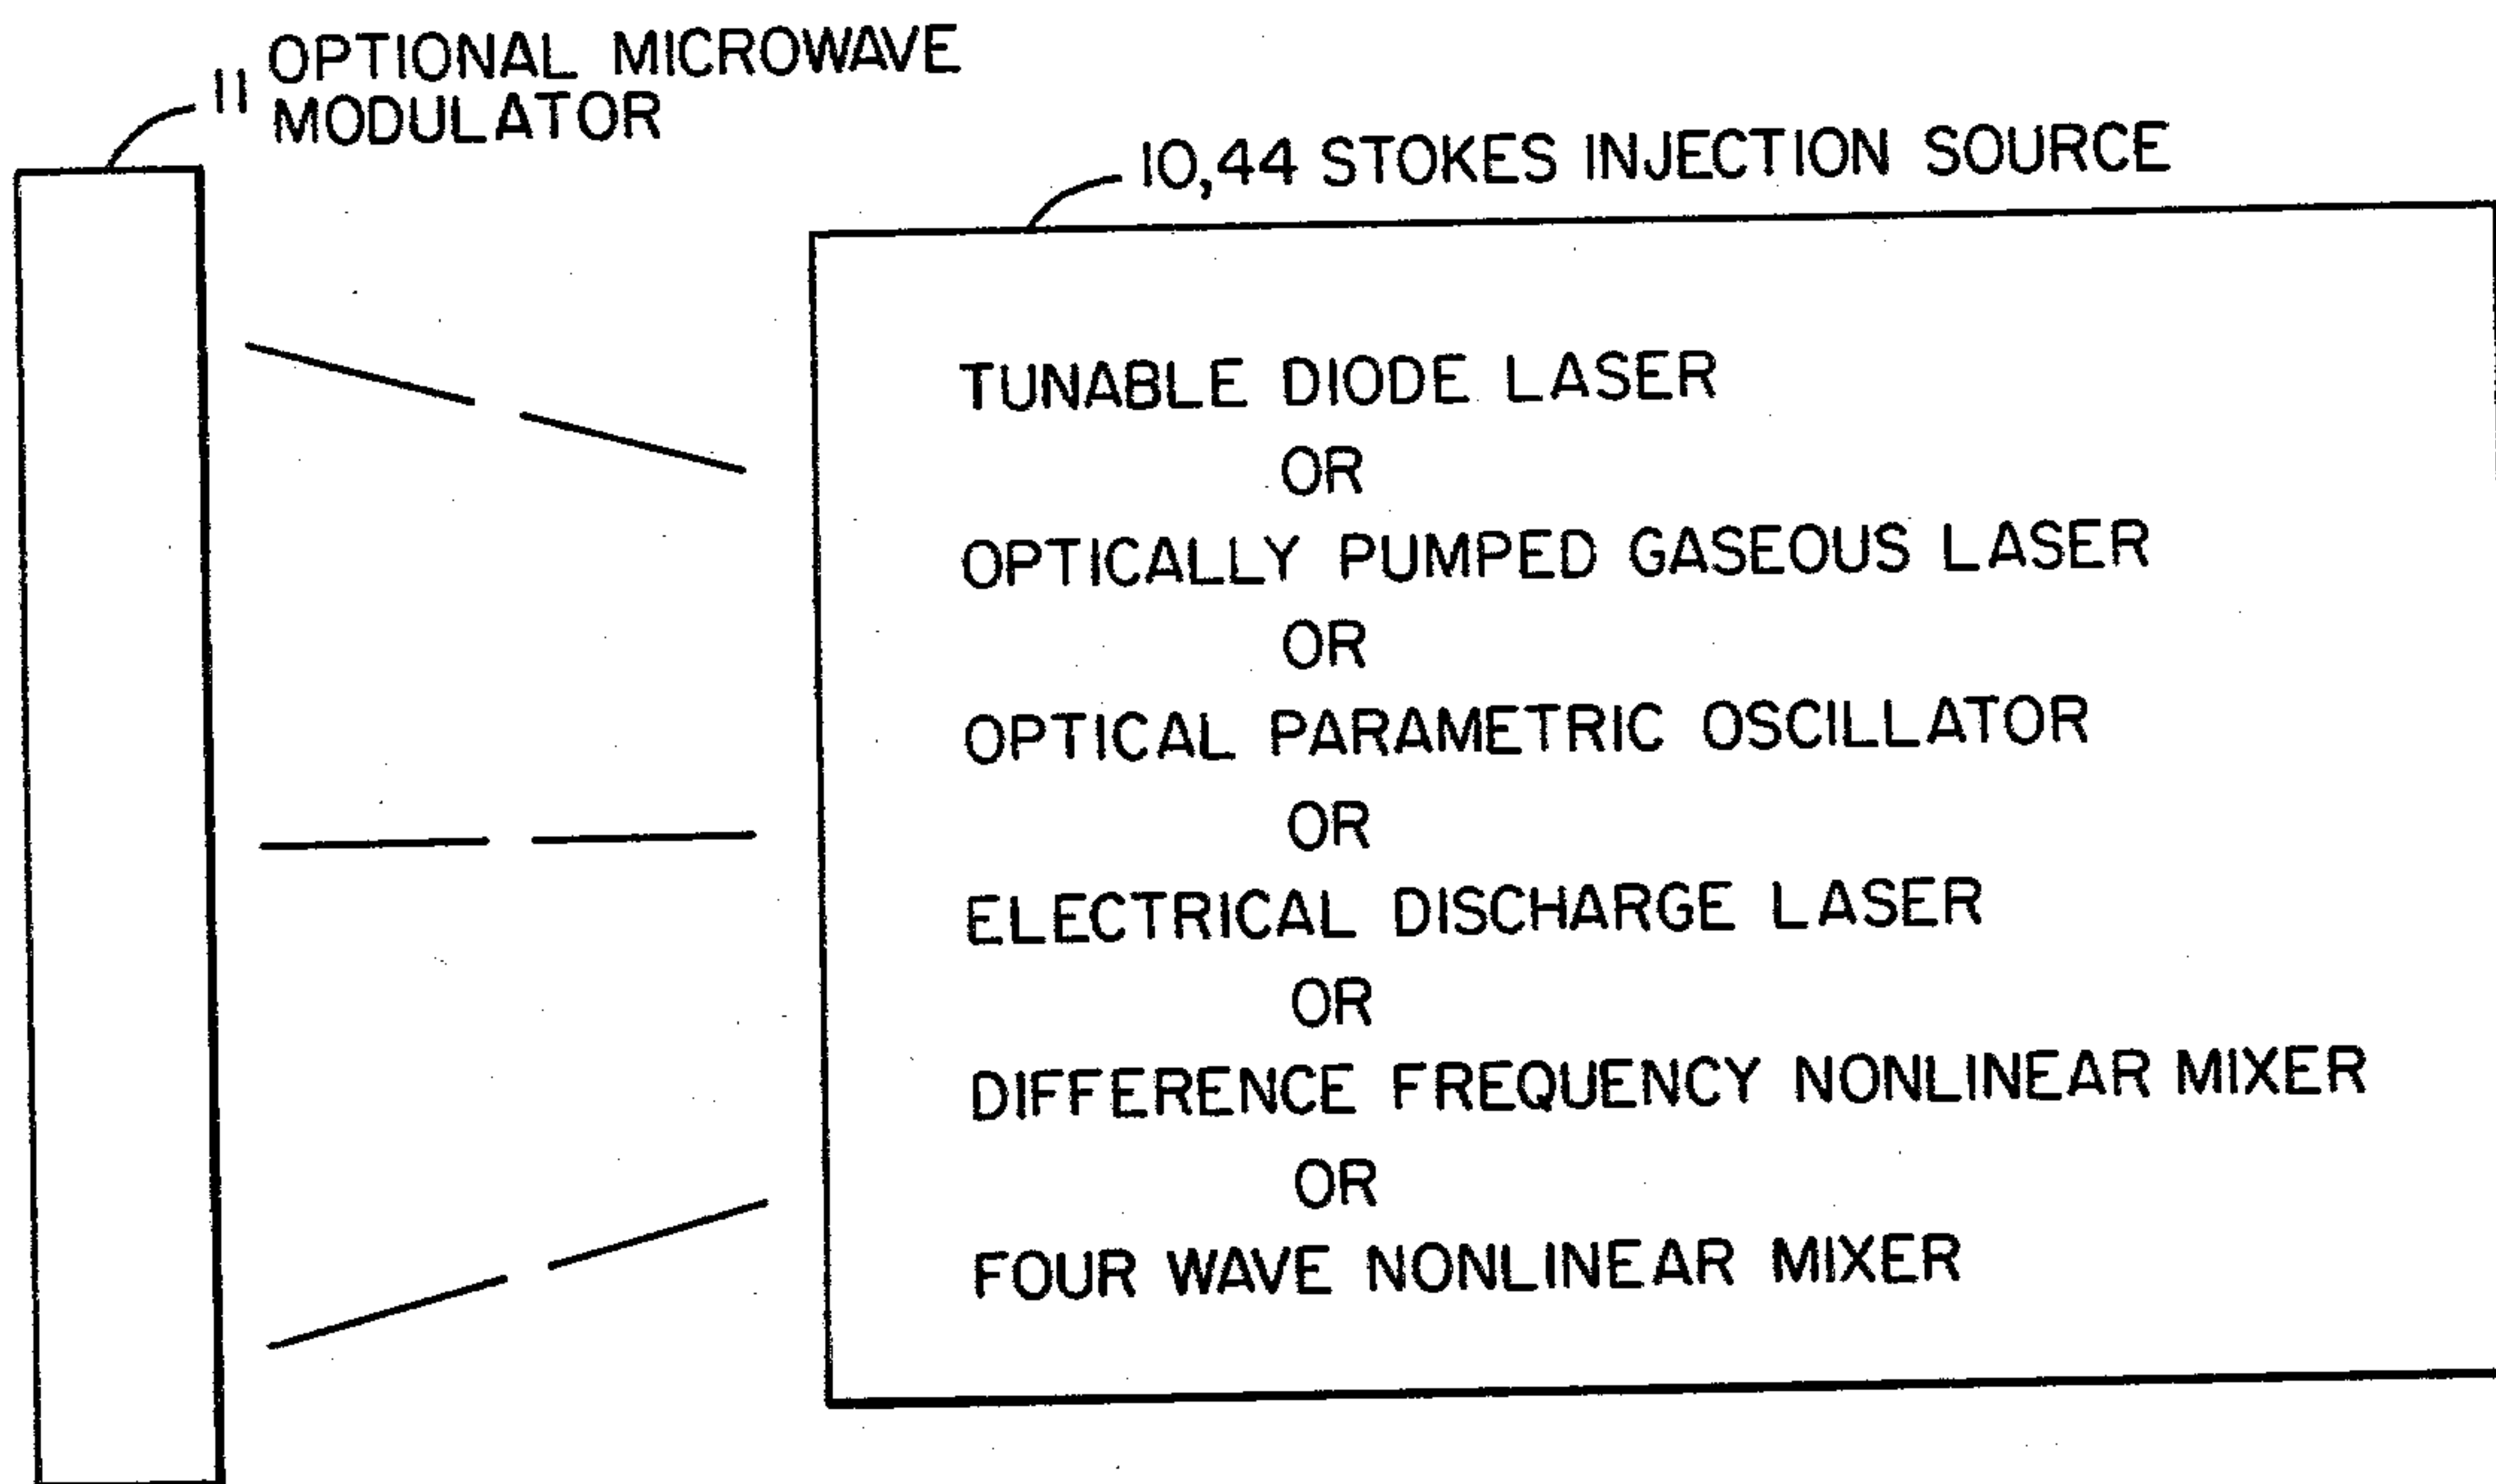 11 OPTIONAL MICROWAVE
MODULATOR
10,44 STOKES INJECTION SOURCE
TUNABLE DIODE LASER
OR
OPTICALLY PUMPED GASEOUS LASER
OR
OPTICAL PARAMETRIC OSCILLATOR
OR
ELECTRICAL DISCHARGE LASER
OR
DIFFERENCE FREQUENCY NONLINEAR MIXER
OR
FOUR WAVE NONLINEAR MIXER